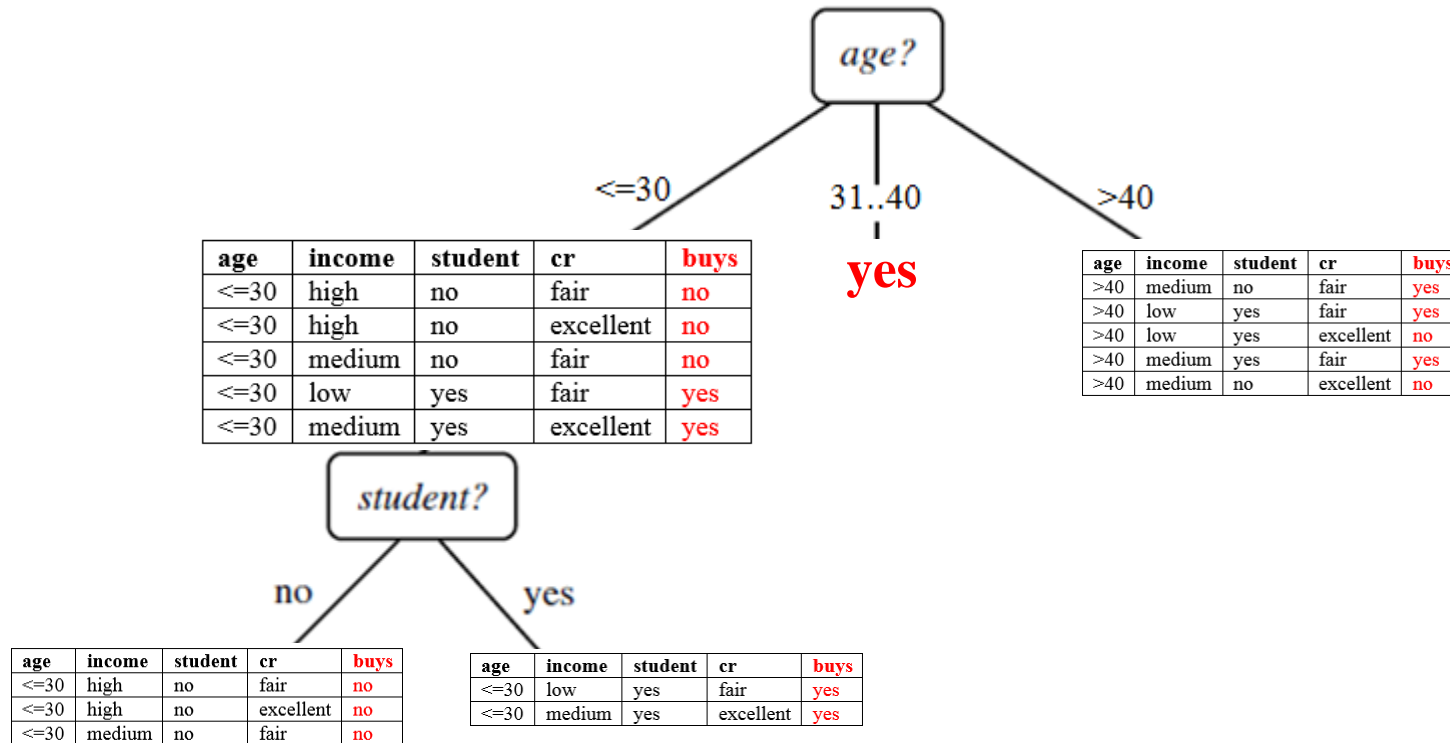 age?
<=30
31..40
>40
age income student cr buys
<=30 high no fair no
<=30 high no excellent no
<=30 medium no fair no
<=30 low yes fair yes
<=30 medium yes excellent yes
yes
age income student cr buys
>40 medium no fair yes
>40 low yes fair yes
>40 low yes excellent no
>40 medium yes fair yes
>40 medium no excellent no
student?
no
yes
age income student cr buys
<=30 high no fair no
<=30 high no excellent no
<=30 medium no fair no
age income student cr buys
<=30 low yes fair yes
<=30 medium yes excellent yes